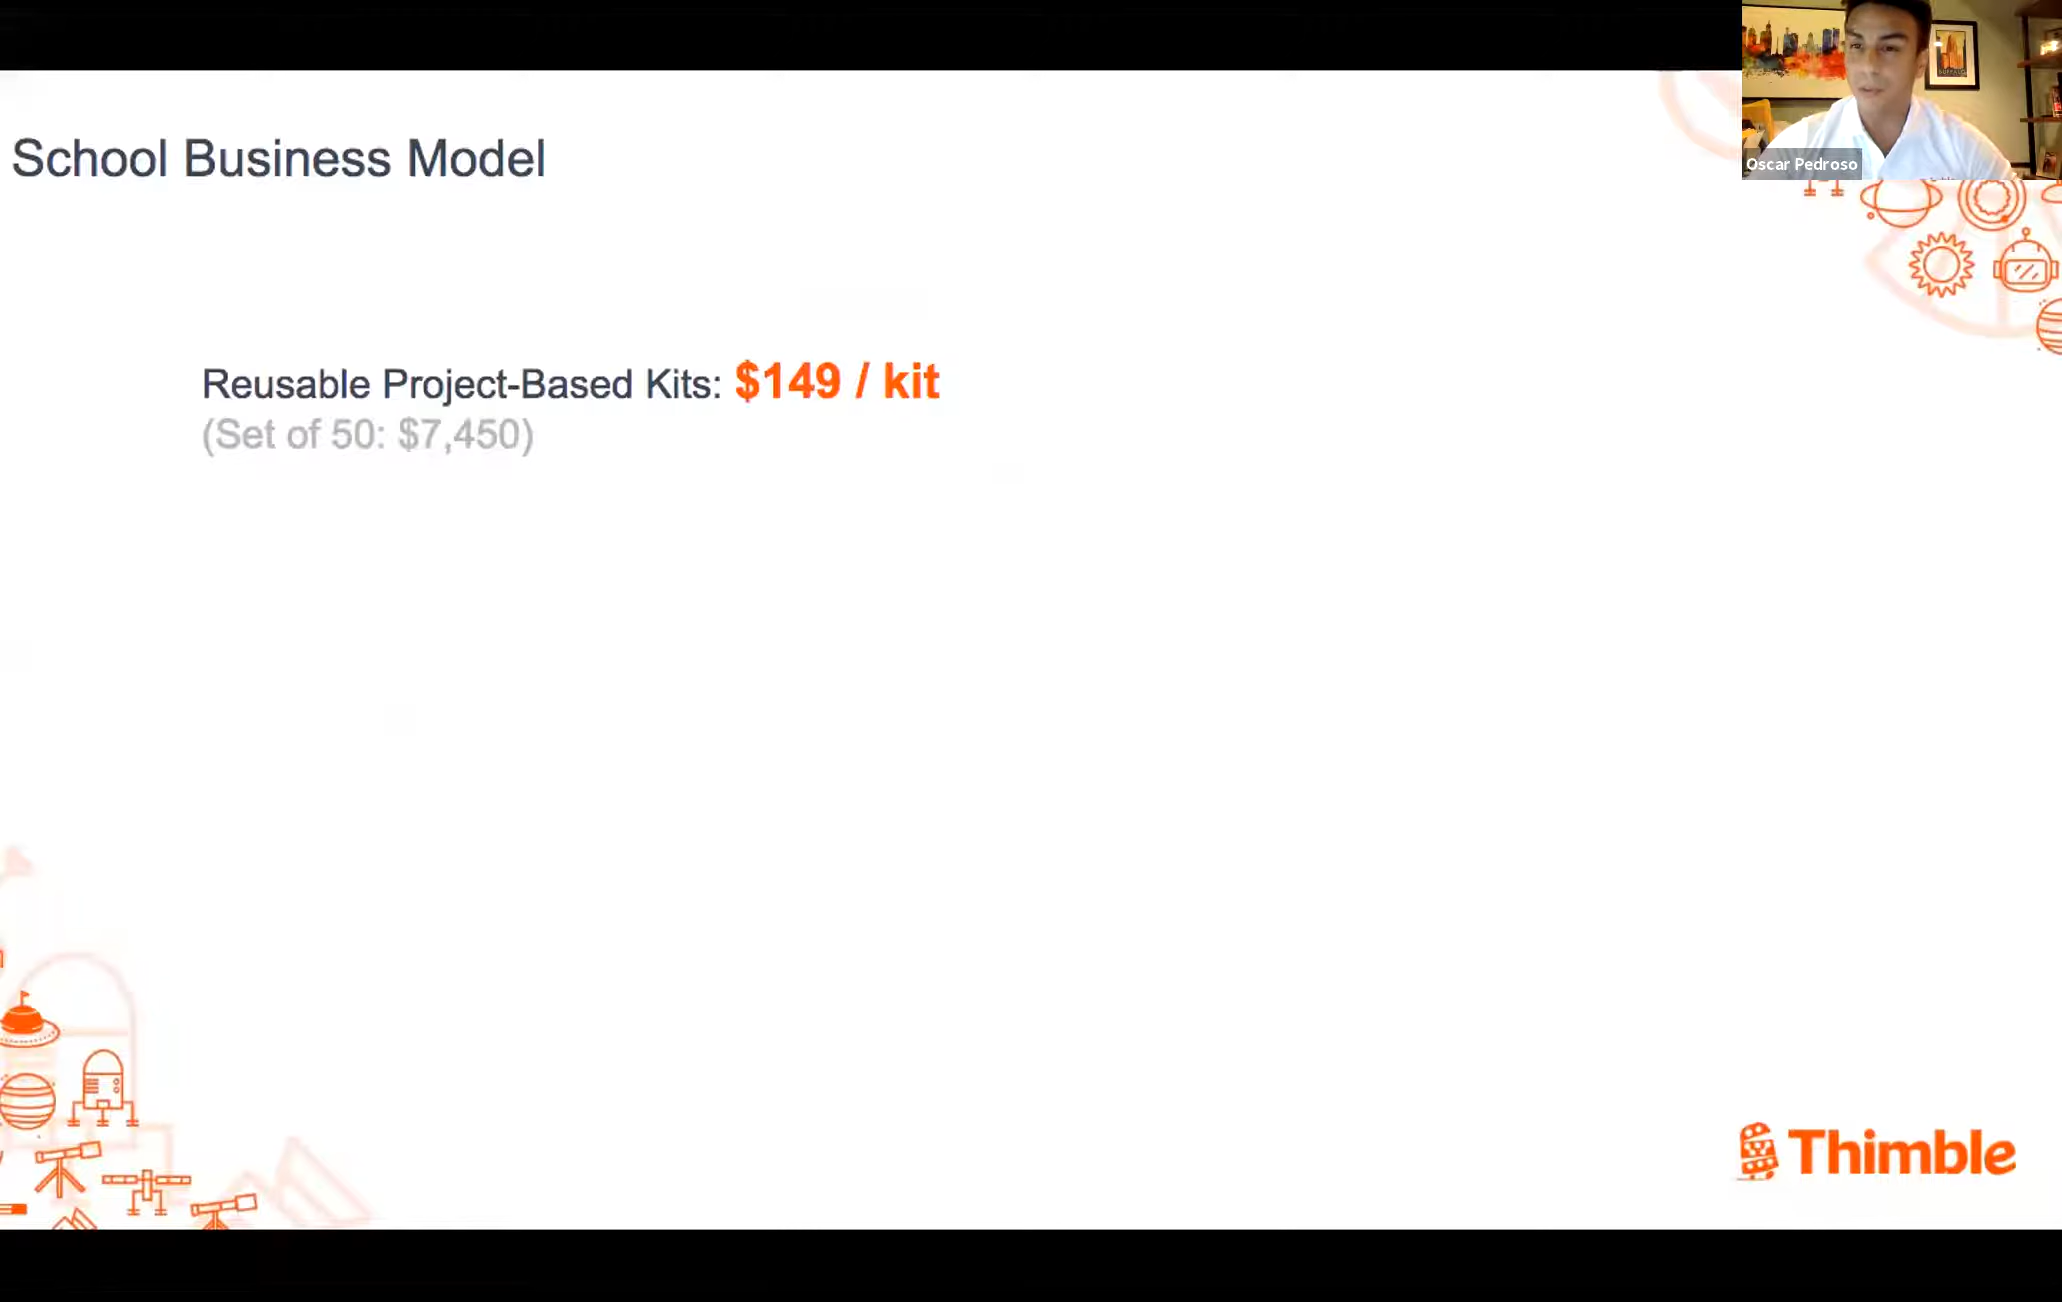 School Business Model
Oscar Pedroso
Reusable Project-Based Kits: $149 / kit
(Set of 50: $7,450)
Thimble